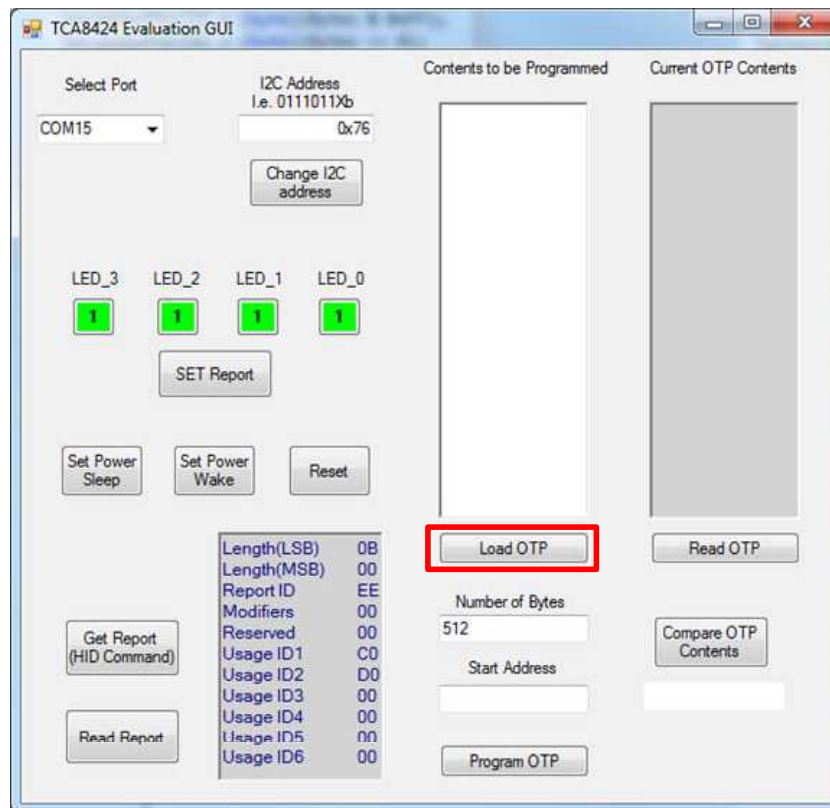 TCA8424 Evaluation GUI
Select Port
I2C Address
I.e. 0111011Xb
Contents to be Programmed
Current OTP Contents
COM15
0x76
Change I2C
address
LED_3
LED_2
LED_1
LED_0
1
1
1
1
SET Report
Set Power
Sleep
Set Power
Wake
Reset
Load OTP
Read OTP
Length(LSB) 0B
Length(MSB) 00
Report ID EE
Modifiers 00
Reserved 00
Usage ID1 C0
Usage ID2 D0
Usage ID3 00
Usage ID4 00
Usage ID5 00
Usage ID6 00
Get Report
(HID Command)
Read Report
Number of Bytes
512
Start Address
Program OTP
Compare OTP
Contents